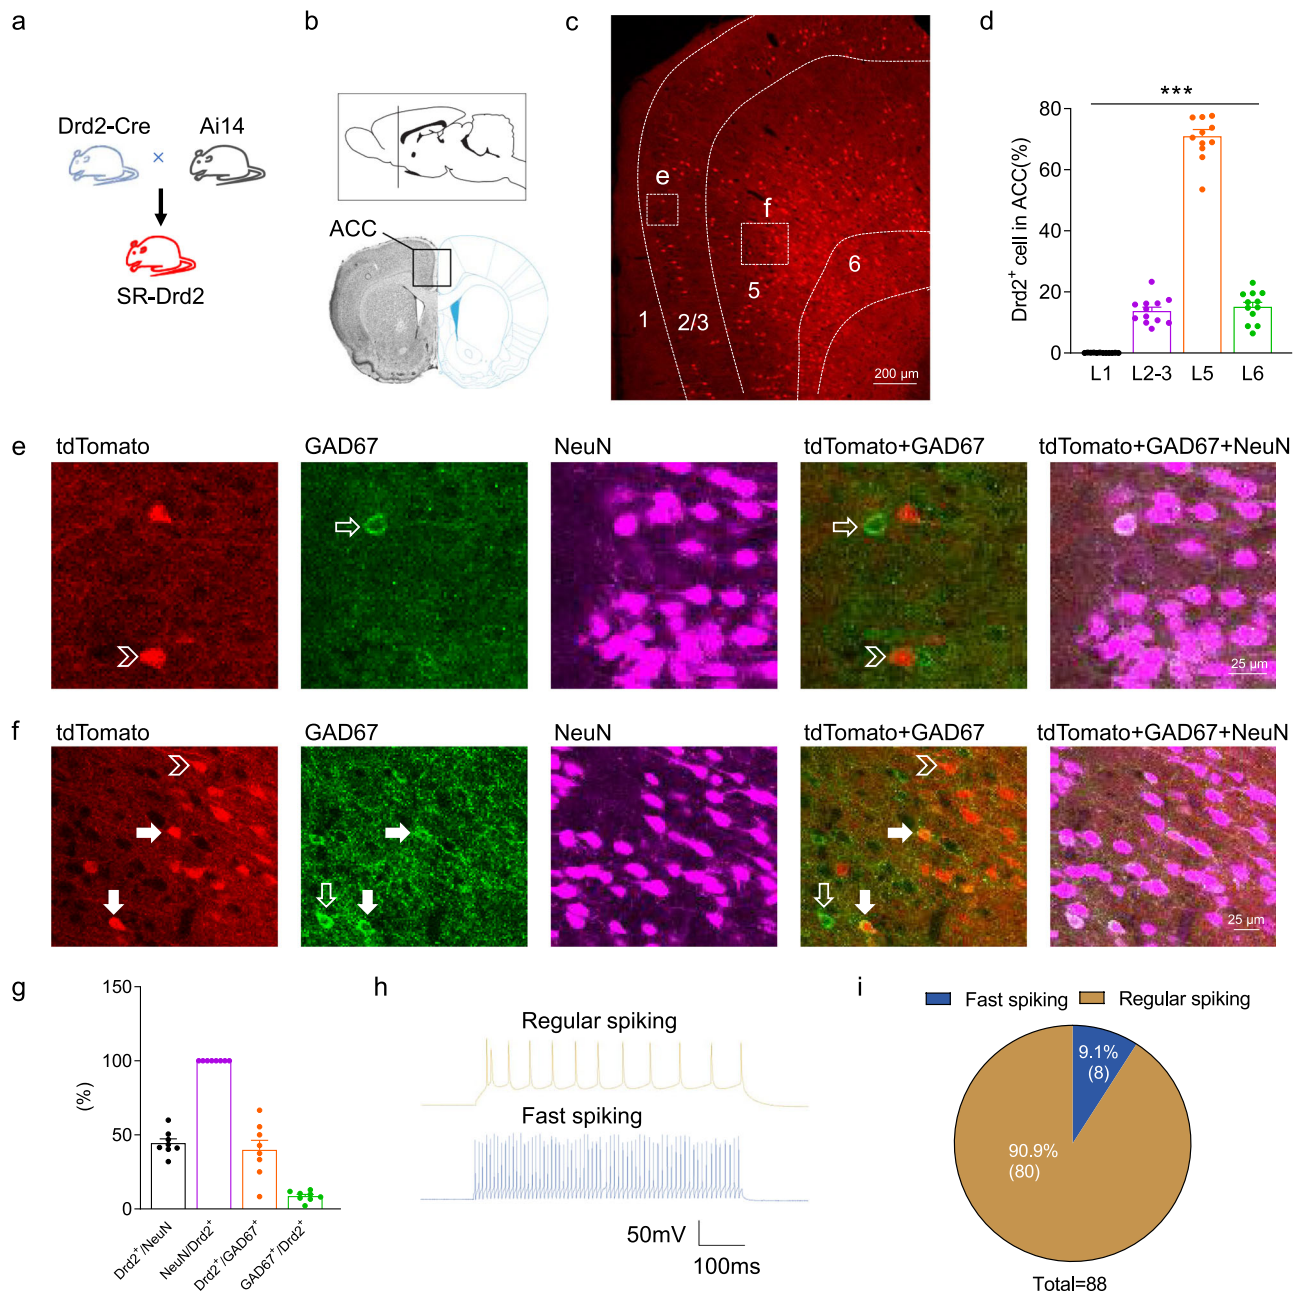 a
Drd2-Cre
×
Ai14
SR-Drd2
b
ACC
c
e
f
1
2/3
5
6
200 µm
d
Drd2⁺ cell in ACC(%)
80
60
40
20
0
***
L1
L2-3
L5
L6
e
tdTomato
GAD67
NeuN
tdTomato+GAD67
tdTomato+GAD67+NeuN
25 µm
f
tdTomato
GAD67
NeuN
tdTomato+GAD67
tdTomato+GAD67+NeuN
25 µm
g
(%)
150
100
50
0
Drd2⁺/NeuN
NeuN/Drd2⁺
Drd2⁺/GAD67⁺
GAD67⁺/Drd2⁺
h
Regular spiking
Fast spiking
50mV
100ms
i
Fast spiking
Regular spiking
9.1%
(8)
90.9%
(80)
Total=88